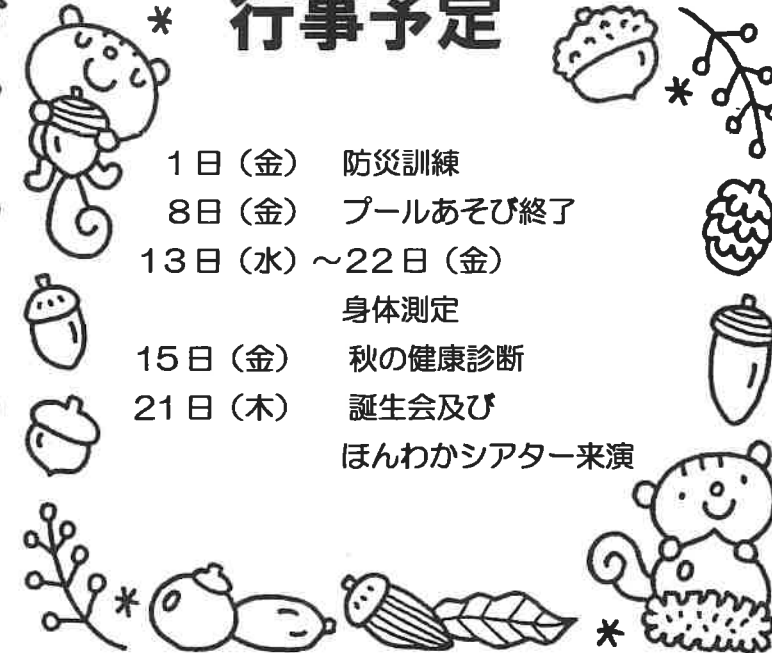 行事予定
1日（金） 防災訓練
8日（金） プールあそび終了
13日（水）～22日（金）
身体測定
15日（金） 秋の健康診断
21日（木） 誕生会及び
ほんわかシアター来演